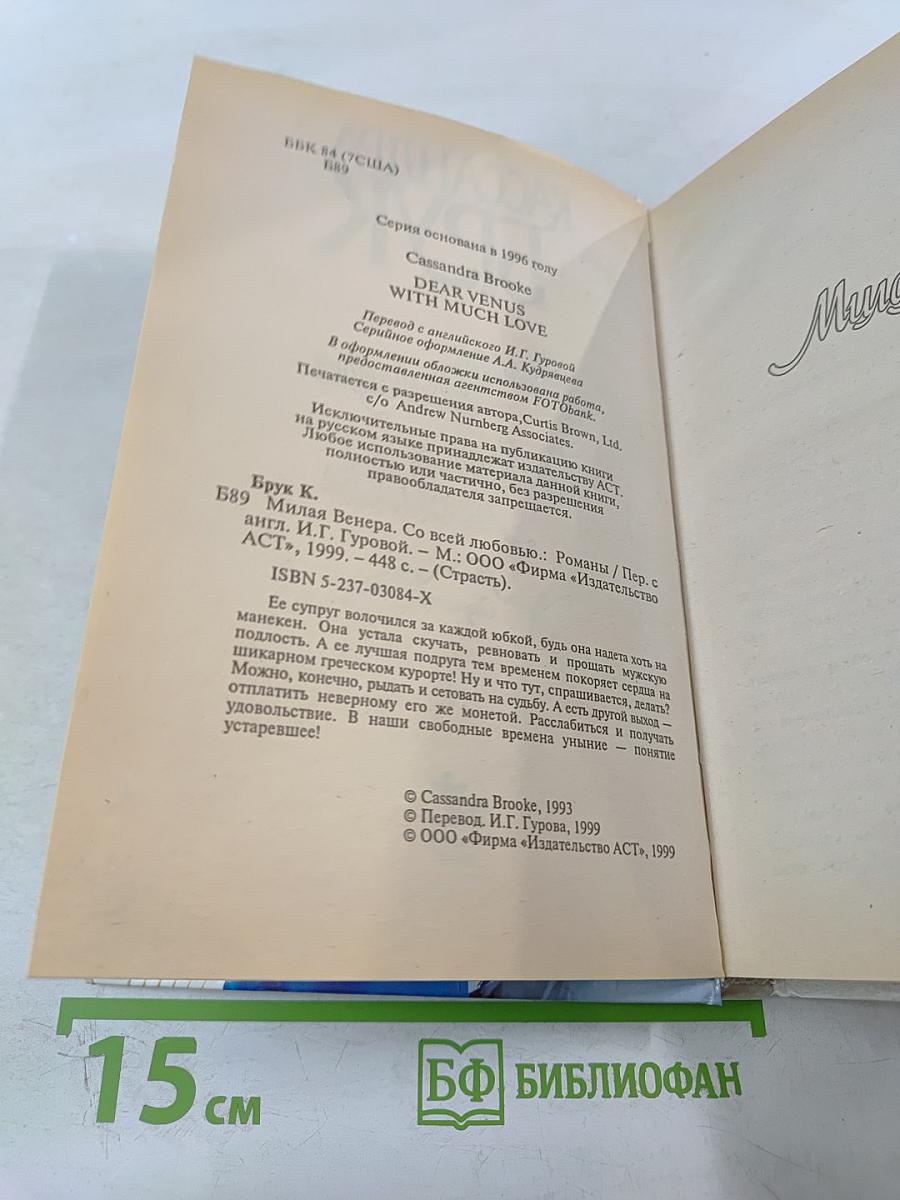 ББК 84 (7США)
Б89
Серия основана в 1996 году
Cassandra Brooke
DEAR VENUS
WITH MUCH LOVE
Перевод с английского И.Г. Гуровой
Серийное оформление А.А. Кудрявцева
В оформлении обложки использована работа,
предоставленная агентством FOTObank.
Печатается с разрешения автора,Curtis Brown, Ltd.
c/o Andrew Nurnberg Associates.
Исключительные права на публикацию книги
на русском языке принадлежат издательству АСТ.
Любое использование материала данной книги,
полностью или частично, без разрешения
правообладателя запрещается.
Брук К.
Б89 Милая Венера. Со всей любовью.: Романы / Пер. с
англ. И.Г. Гуровой. – М.: ООО «Фирма «Издательство
АСТ», 1999. – 448 с. – (Страсть).
ISBN 5-237-03084-X
Ее супруг волочился за каждой юбкой, будь она надета хоть на
манекен. Она устала скучать, ревновать и прощать мужскую
подлость. А ее лучшая подруга тем временем покоряет сердца на
шикарном греческом курорте! Ну и что тут, спрашивается, делать?
Можно, конечно, рыдать и сетовать на судьбу. А есть другой выход –
отплатить неверному его же монетой. Расслабиться и получать
удовольствие. В наши свободные времена уныние – понятие
устаревшее!
© Cassandra Brooke, 1993
© Перевод. И.Г. Гурова, 1999
© ООО «Фирма «Издательство АСТ», 1999
15 см
БФ БИБЛИОФАН